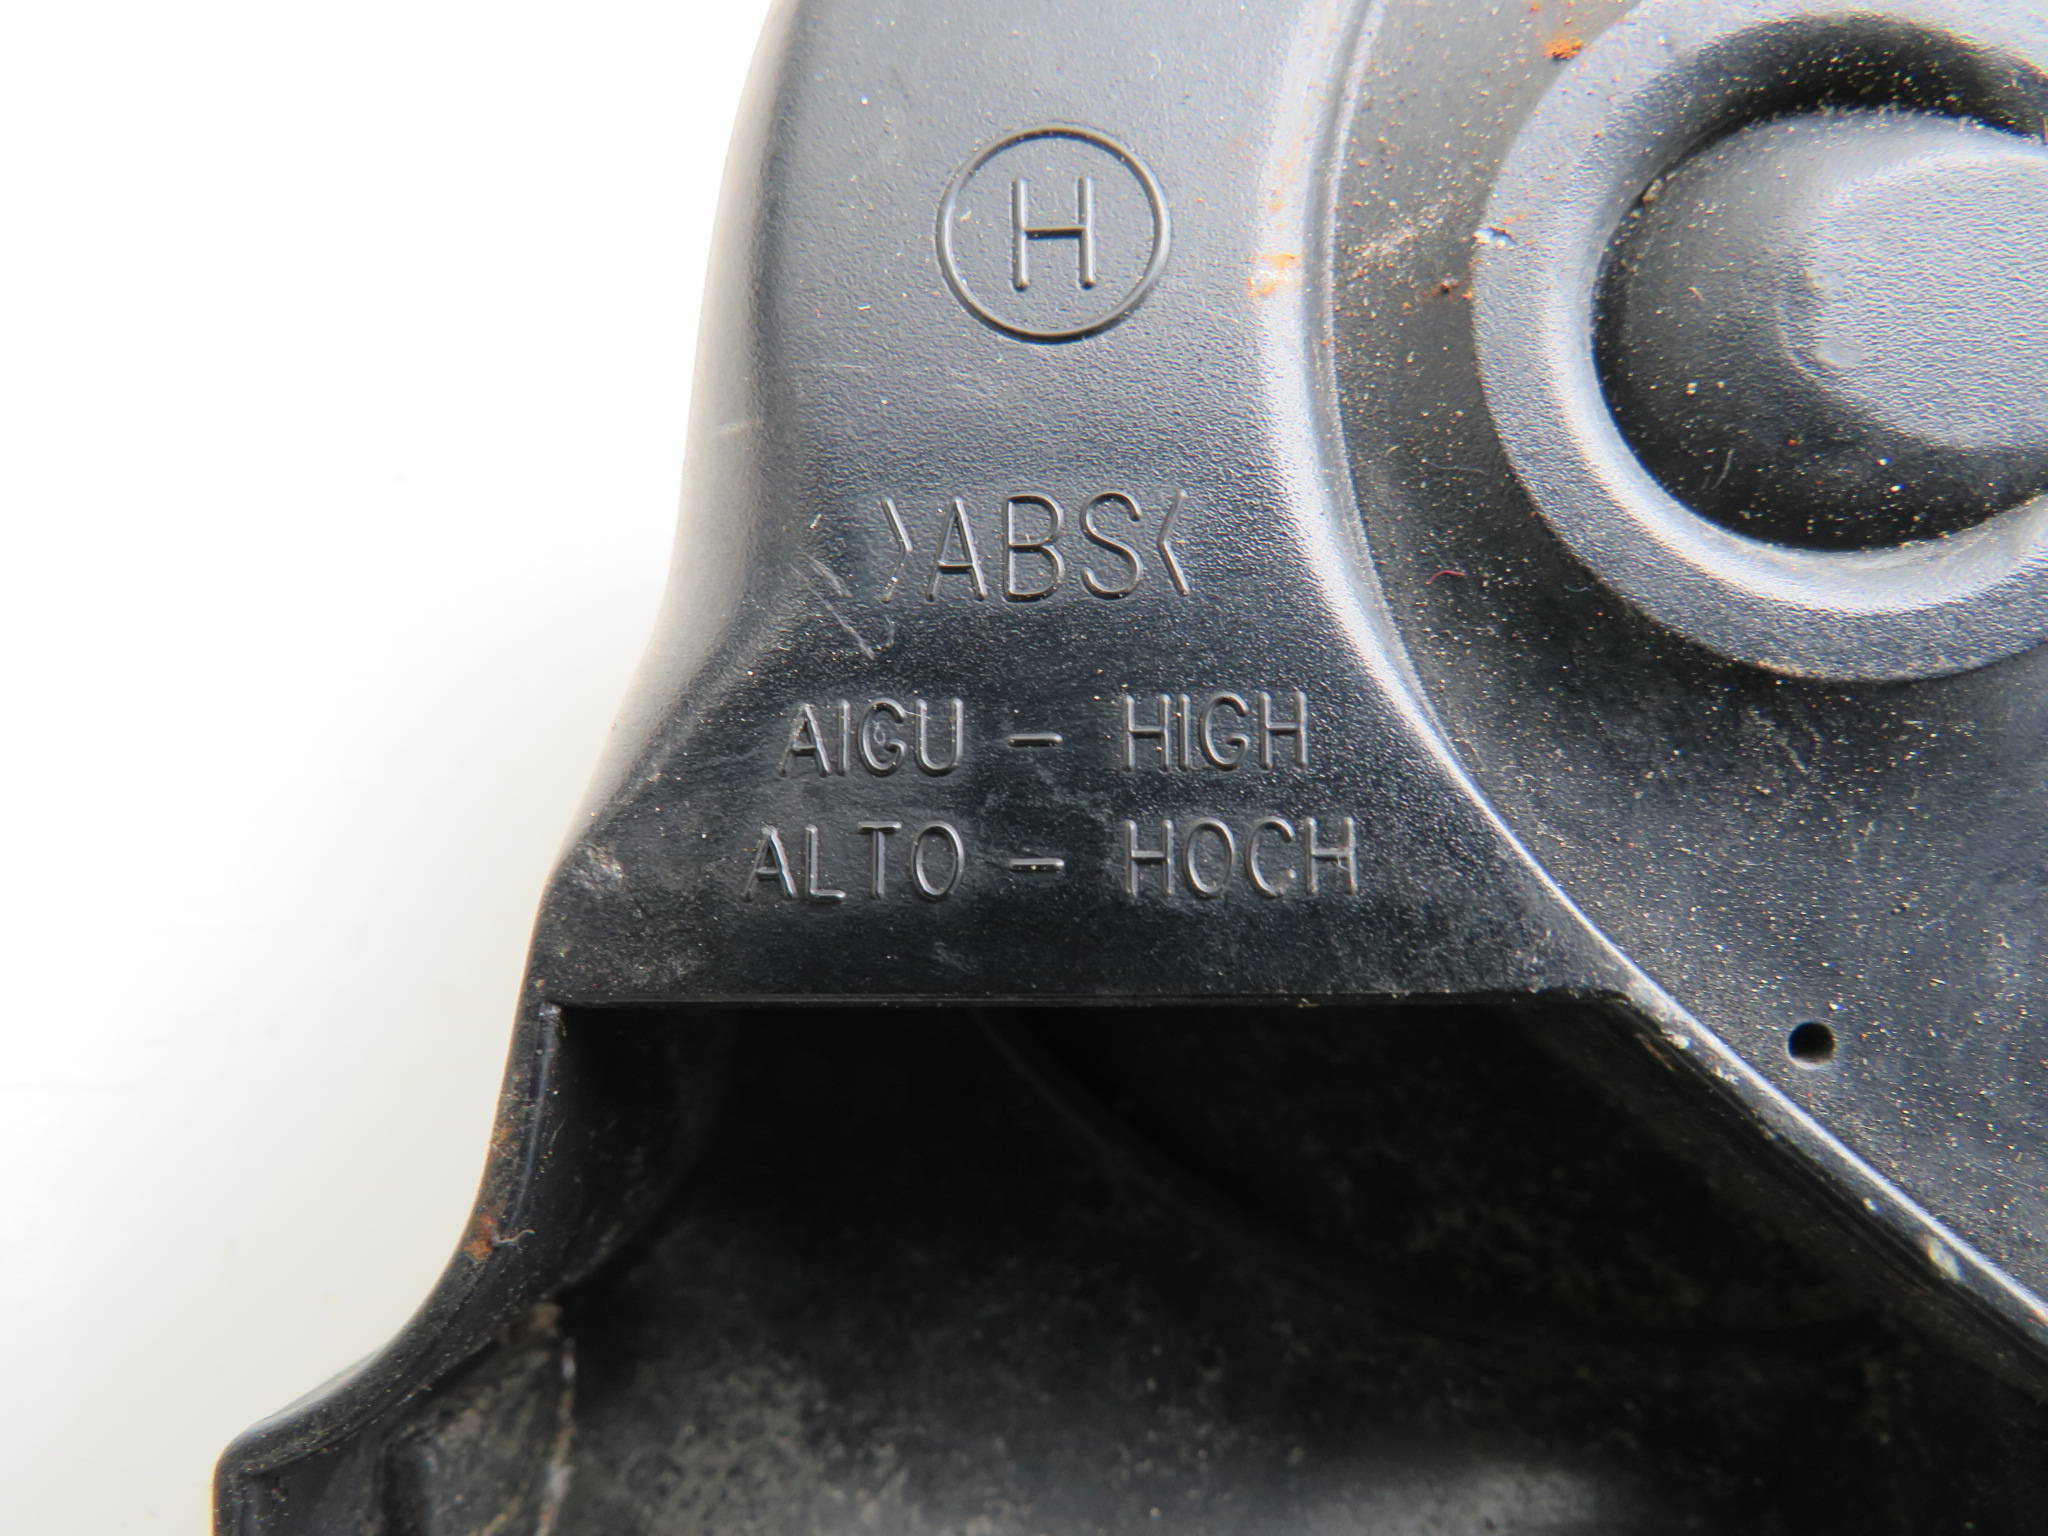 H
>ABS<
AIGU - HIGH
ALTO - HOCH